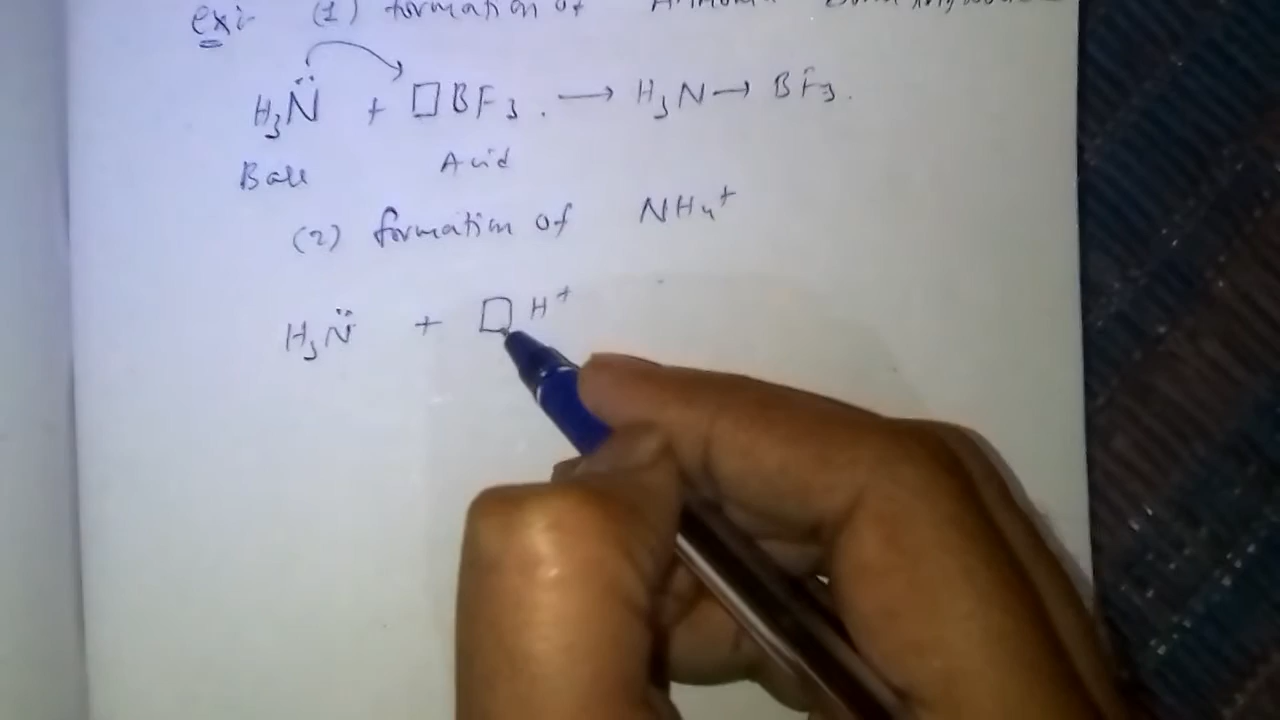 ex:- (1) formation of
H₃N̈ + □ BF₃. ⟶ H₃N → BF₃.
Base Acid
(2) formation of NH₄⁺
H₃N̈ + □ H⁺